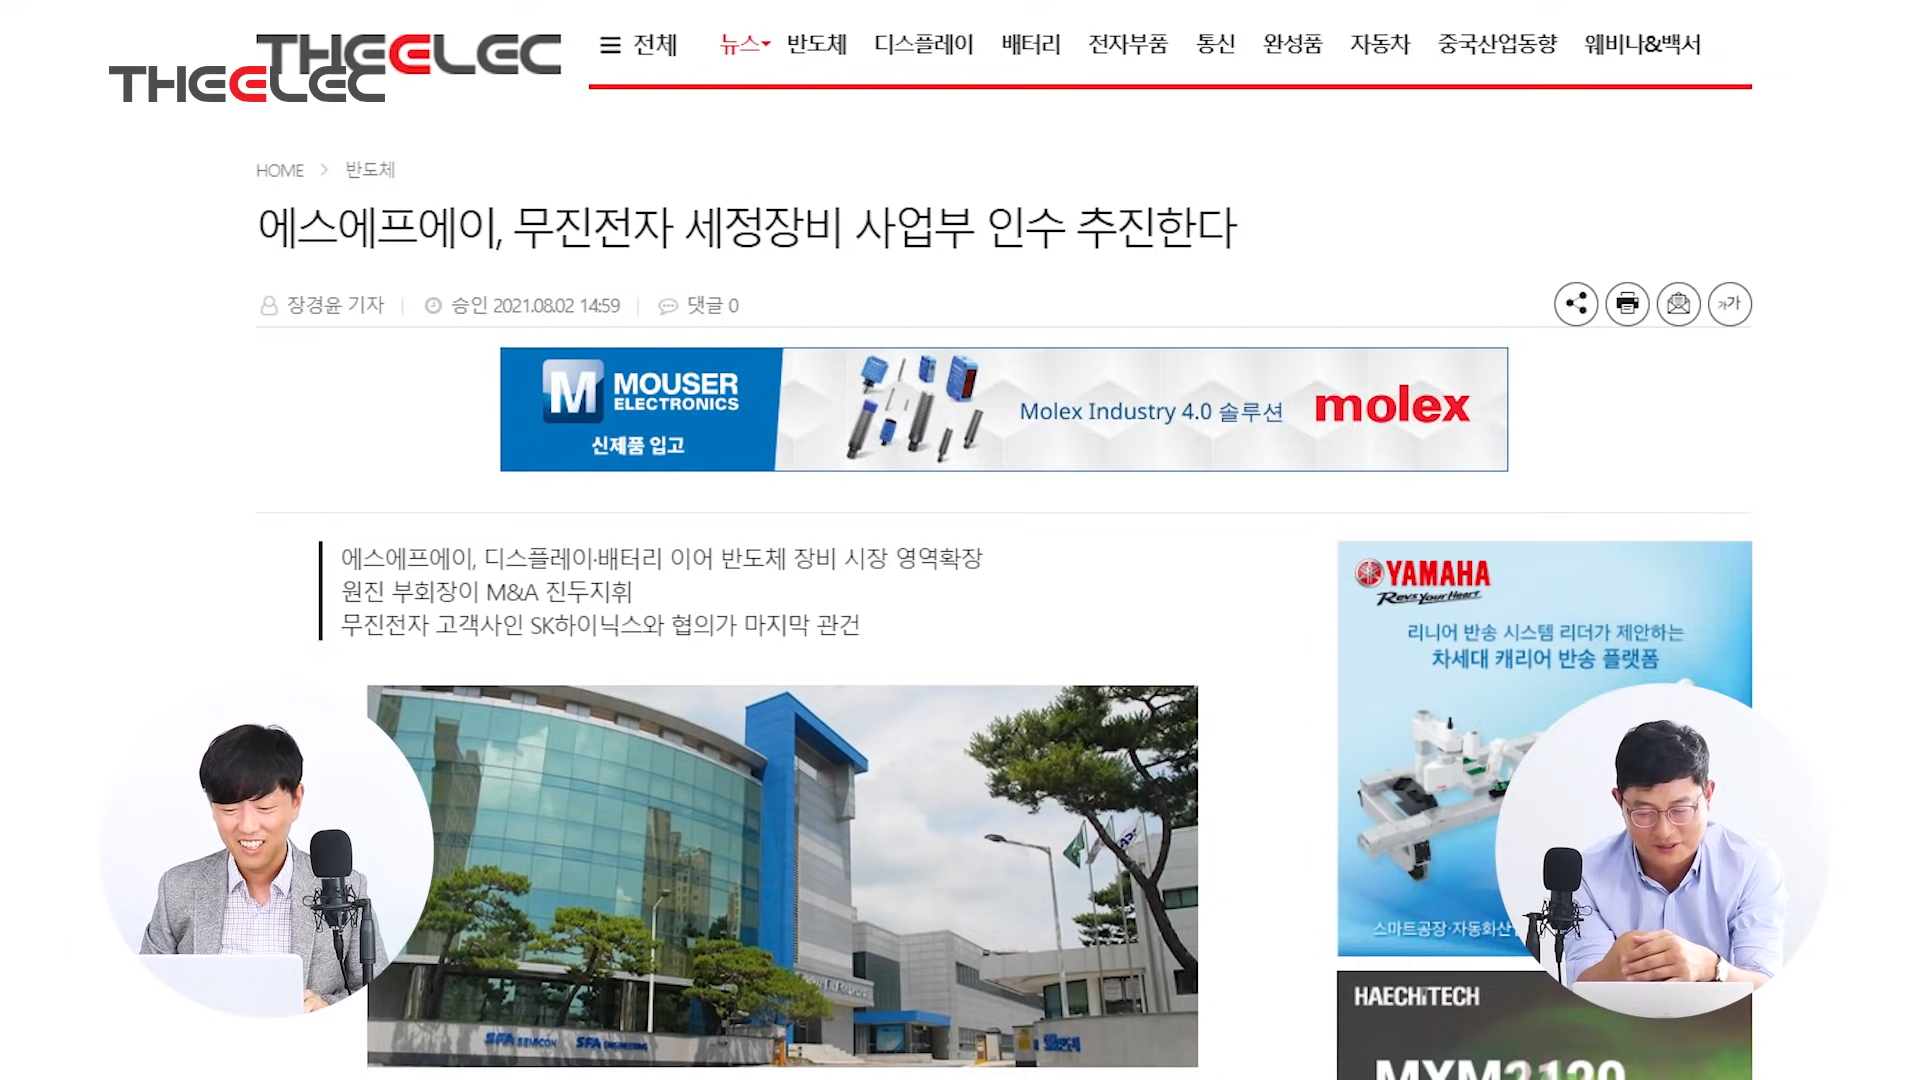 THEELEC
THEELEC
전체
뉴스 반도체 디스플레이 배터리 전자부품 통신 완성품 자동차 중국산업동향 웨비나&백서
HOME > 반도체
에스에프에이, 무진전자 세정장비 사업부 인수 추진한다
장경윤 기자 | 승인 2021.08.02 14:59 | 댓글 0
가가
M MOUSER
ELECTRONICS
신제품 입고
Molex Industry 4.0 솔루션
molex
에스에프에이, 디스플레이·배터리 이어 반도체 장비 시장 영역확장
원진 부회장이 M&A 진두지휘
무진전자 고객사인 SK하이닉스와 협의가 마지막 관건
YAMAHA
Revs Your Heart
리니어 반송 시스템 리더가 제안하는
차세대 캐리어 반송 플랫폼
스마트공장·자동화산
SFA SEMICON SFA ENGINEERING
HAECHITECH
MXM2120